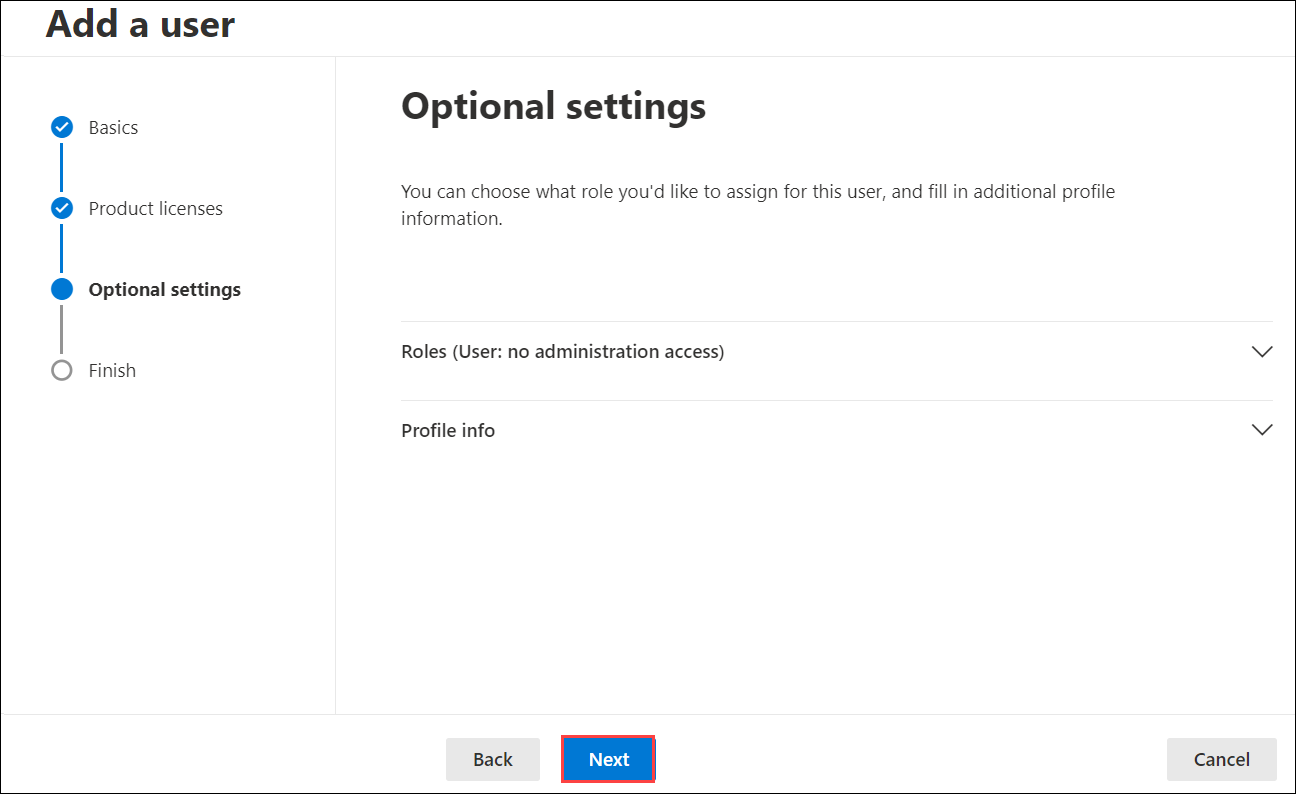 Add a user
Basics
Product licenses
Optional settings
Finish
Optional settings
You can choose what role you'd like to assign for this user, and fill in additional profile
information.
Roles (User: no administration access)
Profile info
Back
Next
Cancel